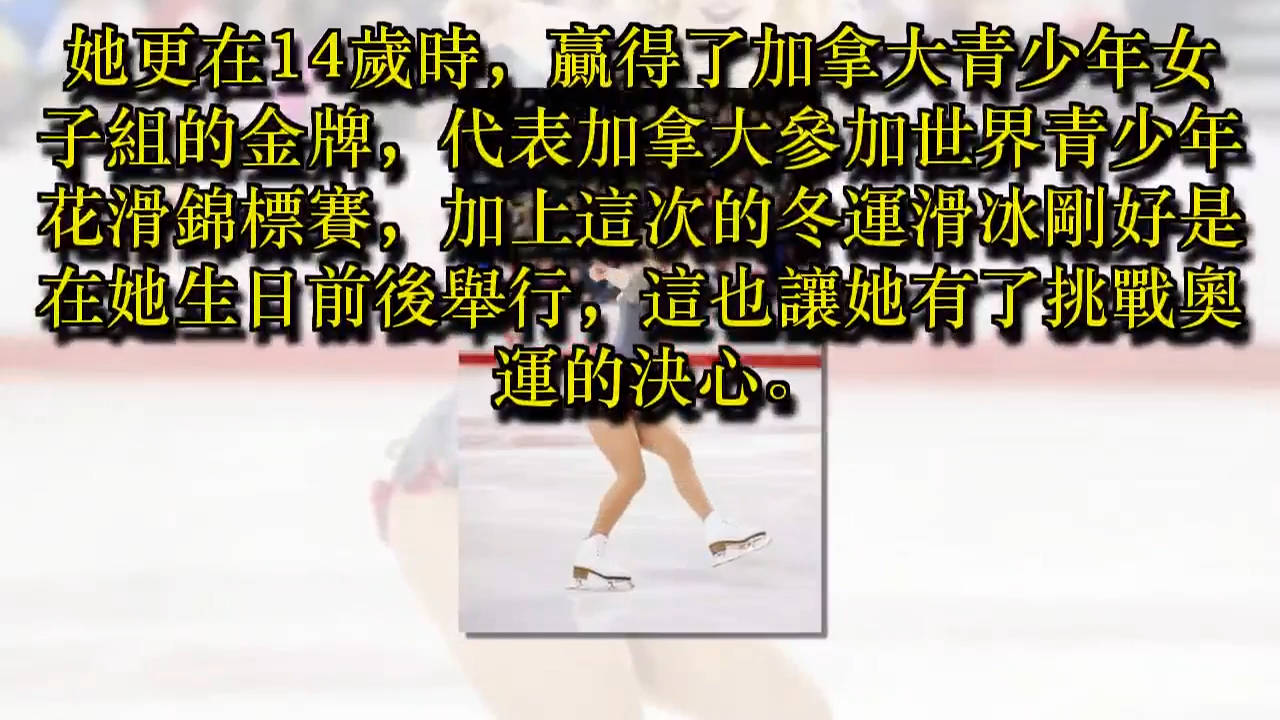 她更在14歲時，贏得了加拿大青少年女
子組的金牌，代表加拿大參加世界青少年
花滑錦標賽，加上這次的冬運滑冰剛好是
在她生日前後舉行，這也讓她有了挑戰奧
運的決心。